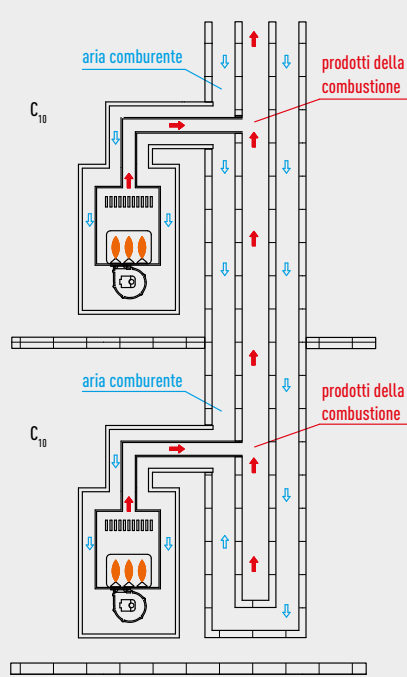 aria comburente
prodotti della
combustione
C₁₀
aria comburente
prodotti della
combustione
C₁₀